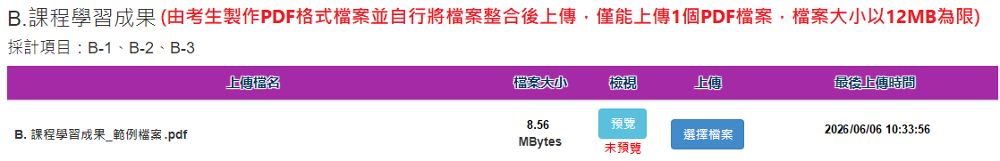 B.課程學習成果 (由考生製作PDF格式檔案並自行將檔案整合後上傳，僅能上傳1個PDF檔案，檔案大小以12MB為限)
採計項目：B-1、B-2、B-3
上傳檔名 檔案大小 檢視 上傳 最後上傳時間
B. 課程學習成果_範例檔案.pdf 8.56 MBytes 預覽 未預覽 選擇檔案 2026/06/06 10:33:56